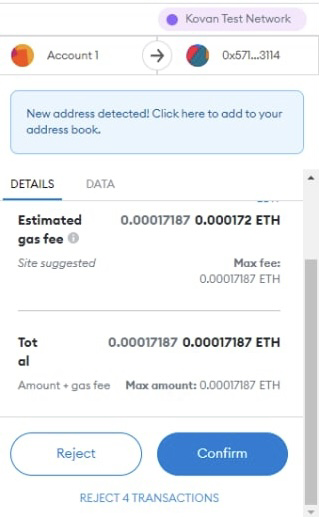 Kovan Test Network
Account 1
0x571...3114
New address detected! Click here to add to your
address book.
DETAILS
DATA
Estimated 0.00017187 0.000172 ETH
gas fee
Site suggested Max fee:
0.00017187 ETH
Tot 0.00017187 0.00017187 ETH
al
Amount + gas fee Max amount: 0.00017187 ETH
Reject
Confirm
REJECT 4 TRANSACTIONS